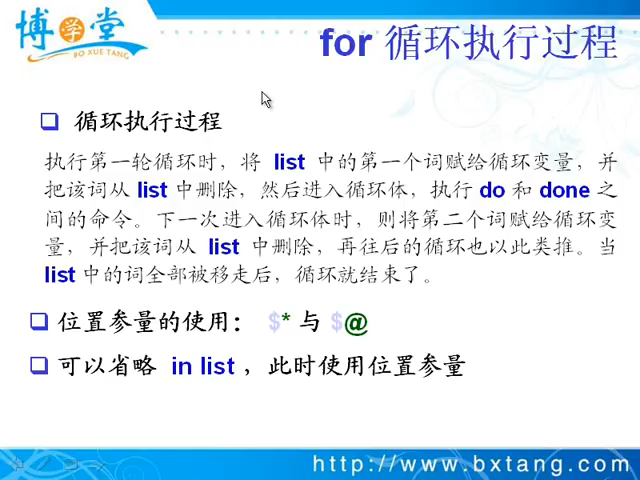 博学堂
BO XUE TANG
for 循环执行过程
循环执行过程
执行第一轮循环时，将 list 中的第一个词赋给循环变量，并
把该词从 list 中删除，然后进入循环体，执行 do 和 done 之
间的命令。下一次进入循环体时，则将第二个词赋给循环变
量，并把该词从 list 中删除，再往后的循环也以此类推。当
list 中的词全部被移走后，循环就结束了。
位置参量的使用： $* 与 $@
可以省略 in list ，此时使用位置参量
http://www.bxtang.com